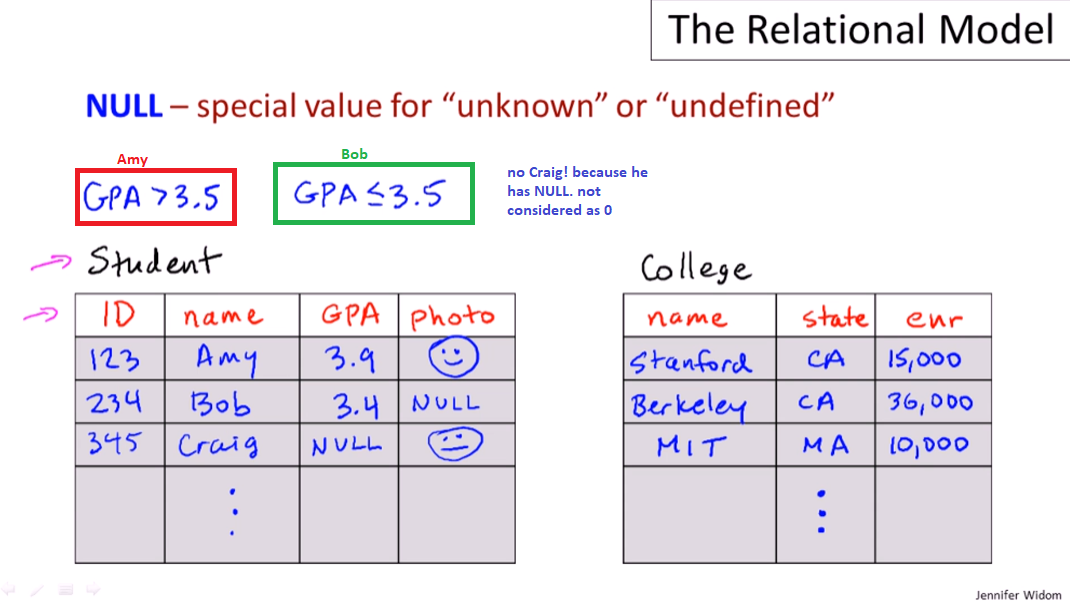 The Relational Model
NULL – special value for “unknown” or “undefined”
Amy
GPA >3.5
Bob
GPA ≤3.5
no Craig! because he
has NULL. not
considered as 0
Student
ID name GPA photo
123 Amy 3.9
234 Bob 3.4 NULL
345 Craig NULL
College
name state enr
Stanford CA 15,000
Berkeley CA 36,000
MIT MA 10,000
Jennifer Widom